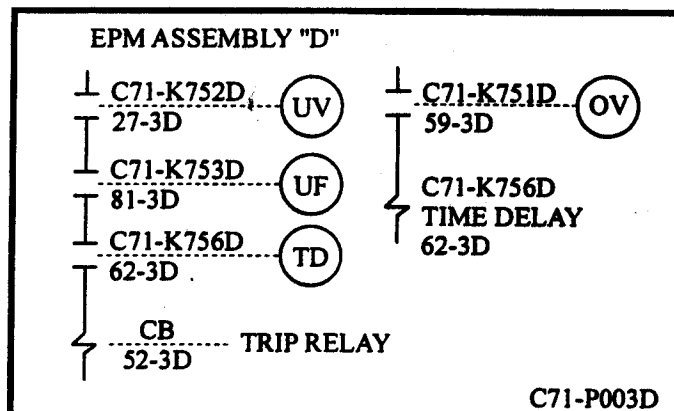 EPM ASSEMBLY "D"
C71-K752D
27-3D
UV
C71-K753D
81-3D
UF
C71-K756D
62-3D
TD
CB
52-3D
TRIP RELAY
C71-K751D
59-3D
OV
C71-K756D
TIME DELAY
62-3D
C71-P003D